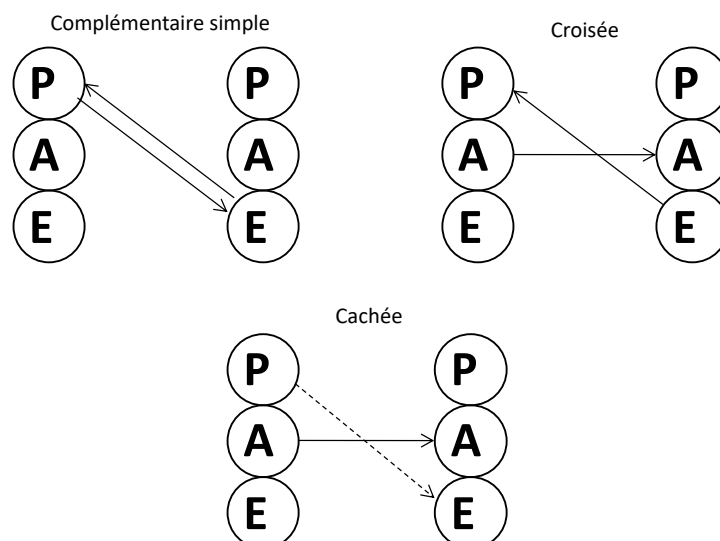 Complémentaire simple
Croisée
P P
A A
E E
P P
A A
E E
Cachée
P P
A A
E E